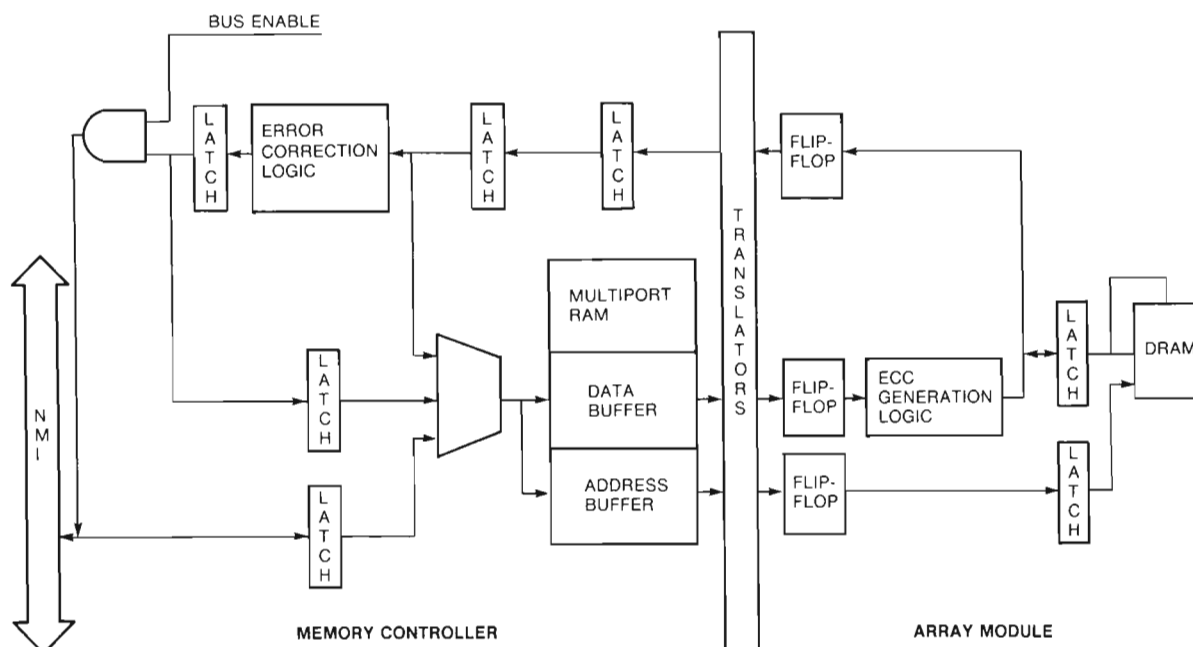 BUS ENABLE
LATCH
ERROR
CORRECTION
LOGIC
LATCH
LATCH
TRANSLATORS
FLIP-
FLOP
MULTIPORT
RAM
LATCH
DRAM
NMI
LATCH
DATA
BUFFER
FLIP-
FLOP
ECC
GENERATION
LOGIC
LATCH
ADDRESS
BUFFER
FLIP-
FLOP
LATCH
MEMORY CONTROLLER
ARRAY MODULE